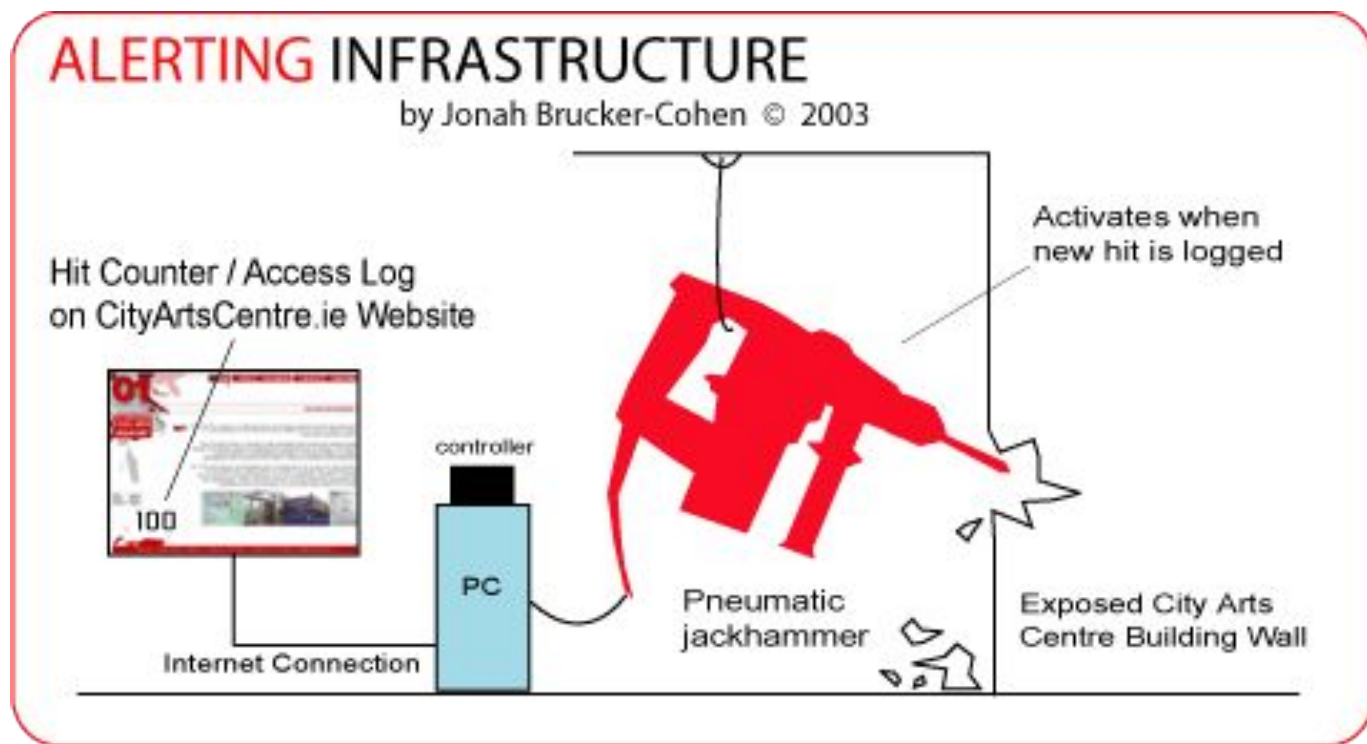 ALERTING INFRASTRUCTURE
by Jonah Brucker-Cohen © 2003
Activates when
new hit is logged
Hit Counter / Access Log
on CityArtsCentre.ie Website
01
100
controller
PC
Internet Connection
Pneumatic
jackhammer
Exposed City Arts
Centre Building Wall